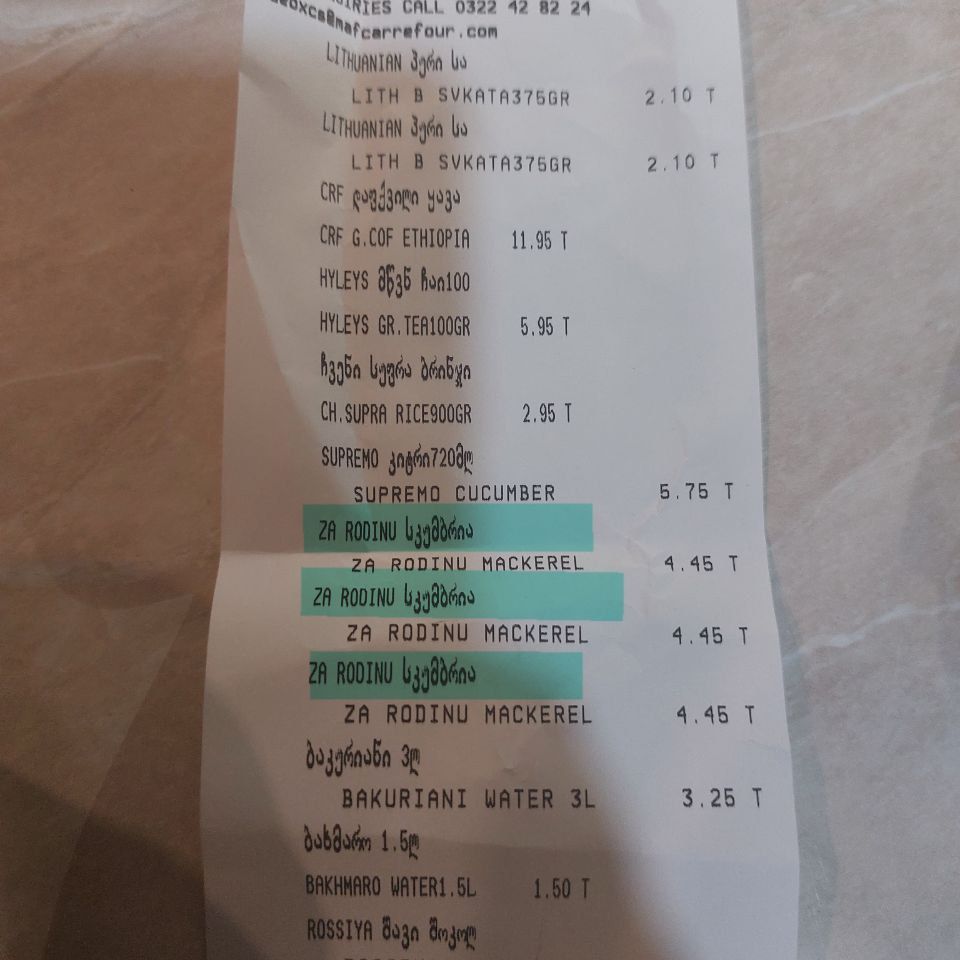 CALL 0322 42 82 24
LITHUANIAN პური სა
LITH B SVKATA375GR 2.10 T
LITHUANIAN პური სა
LITH B SVKATA375GR 2.10 T
CRF დაფქვილი ყავა
CRF G.COF ETHIOPIA 11.95 T
HYLEYS მწვნ ჩაი100
HYLEYS GR.TEA100GR 5.95 T
ჩვენი სუფრა ბრინჯი
CH.SUPRA RICE900GR 2.95 T
SUPREMO კიტრი720მლ
SUPREMO CUCUMBER 5.75 T
ZA RODINU სკუმბრია
ZA RODINU MACKEREL 4.45 T
ZA RODINU სკუმბრია
ZA RODINU MACKEREL 4.45 T
ZA RODINU სკუმბრია
ZA RODINU MACKEREL 4.45 T
ბაკურიანი 3ლ
BAKURIANI WATER 3L 3.25 T
ბახმარო 1.5ლ
BAKHMARO WATER1.5L 1.50 T
ROSSIYA შავი შოკოლ